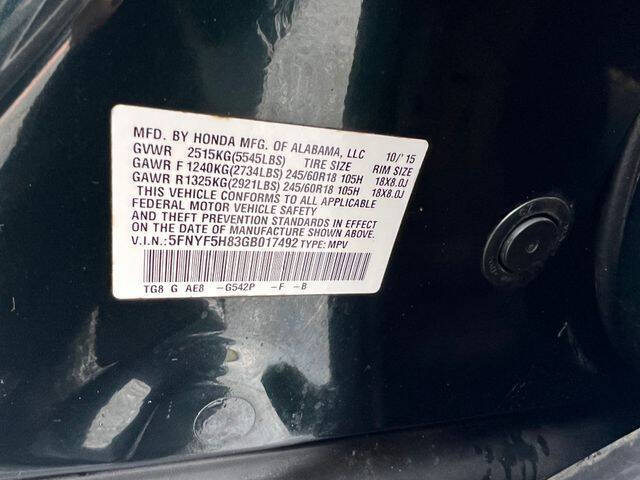 MFD. BY HONDA MFG. OF ALABAMA, LLC 10/'15
GVWR 2515KG(5545LBS) TIRE SIZE RIM SIZE
GAWR F 1240KG(2734LBS) 245/60R18 105H 18X8.0J
GAWR R1325KG(2921LBS) 245/60R18 105H 18X8.0J
THIS VEHICLE CONFORMS TO ALL APPLICABLE
FEDERAL MOTOR VEHICLE SAFETY
AND THEFT PREVENTION STANDARDS IN EFFECT
ON THE DATE OF MANUFACTURE SHOWN ABOVE.
V.I.N.: 5FNYF5H83GB017492 TYPE: MPV
TG8 G AE8 -G542P -F -B